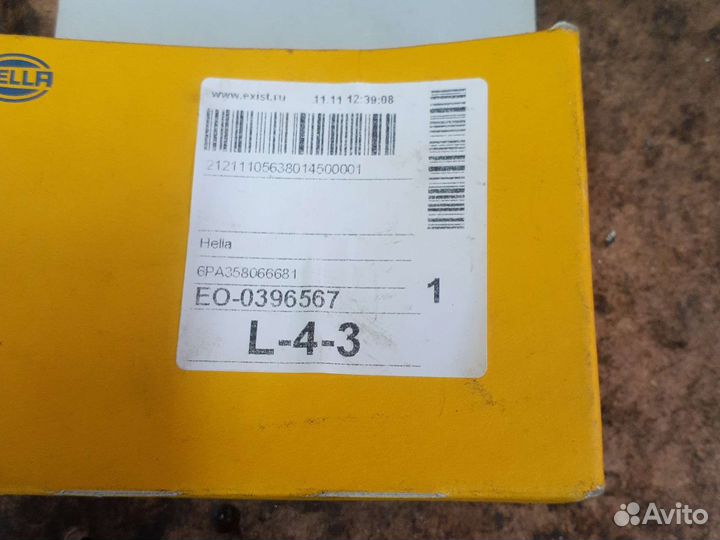 HELLA
www.exist.ru 11.11 12:39:08
21211105638014500001
Hella
6PA358066681
EO-0396567
1
L-4-3
Avito